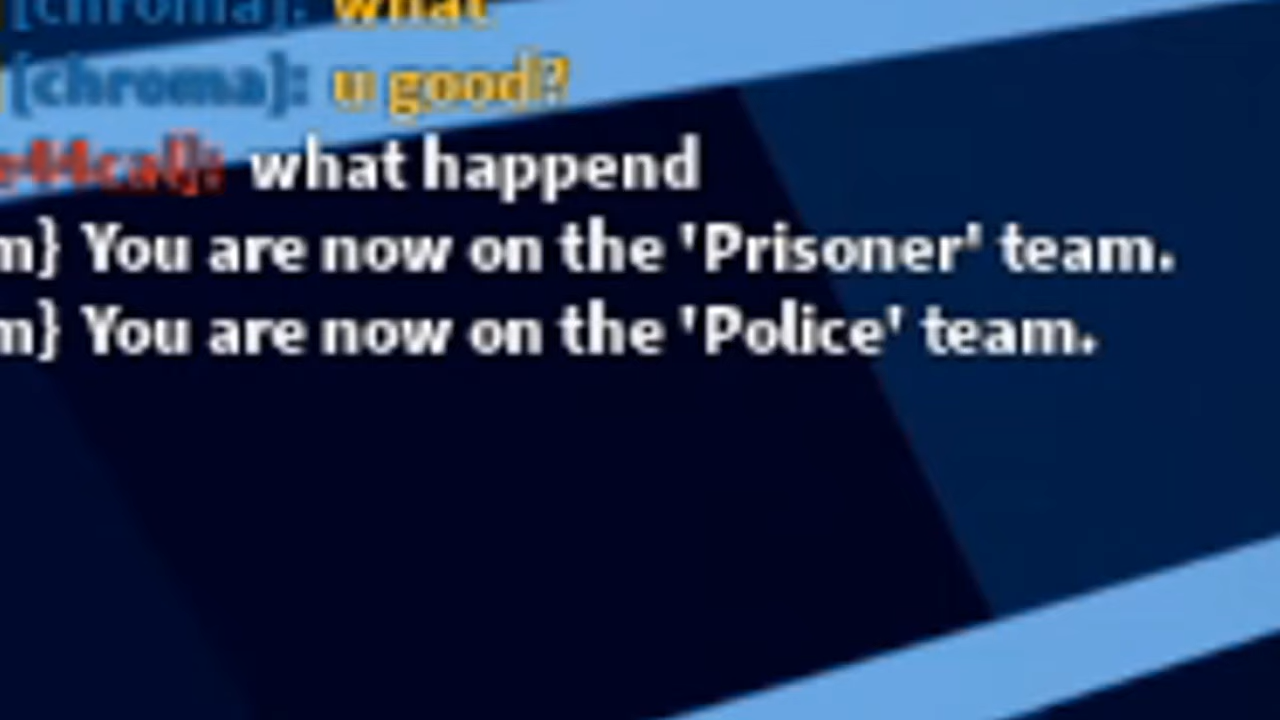 [chroma]: what
[chroma]: u good?
what happend
m} You are now on the 'Prisoner' team.
m} You are now on the 'Police' team.